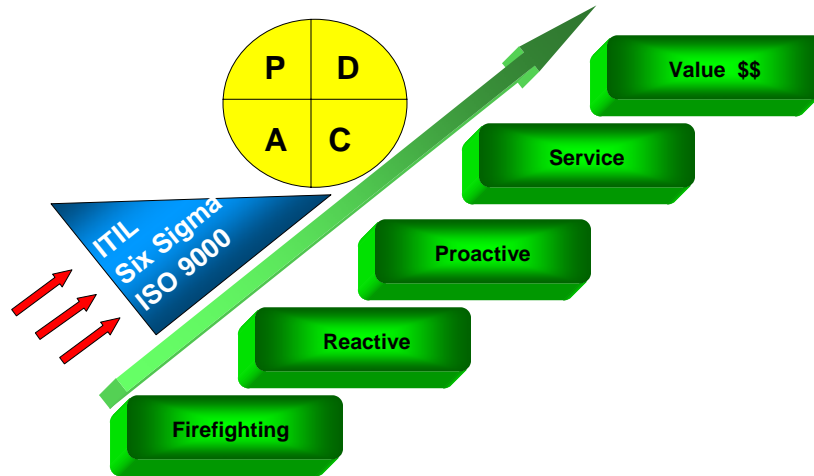 P D
A C
Value $$
Service
ITIL
Six Sigma
ISO 9000
Proactive
Reactive
Firefighting